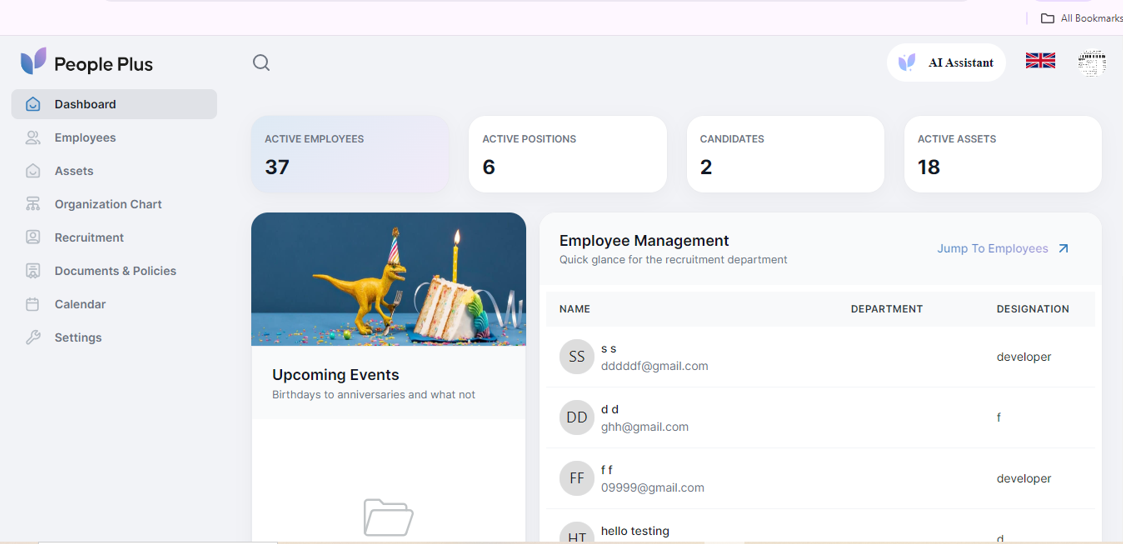 All Bookmarks
People Plus
AI Assistant
Dashboard
Employees
Assets
Organization Chart
Recruitment
Documents & Policies
Calendar
Settings
ACTIVE EMPLOYEES
37
ACTIVE POSITIONS
6
CANDIDATES
2
ACTIVE ASSETS
18
Upcoming Events
Birthdays to anniversaries and what not
Employee Management
Quick glance for the recruitment department
Jump To Employees
NAME DEPARTMENT DESIGNATION
SS
s s
dddddf@gmail.com
developer
DD
d d
ghh@gmail.com
f
FF
f f
09999@gmail.com
developer
HT
hello testing
d